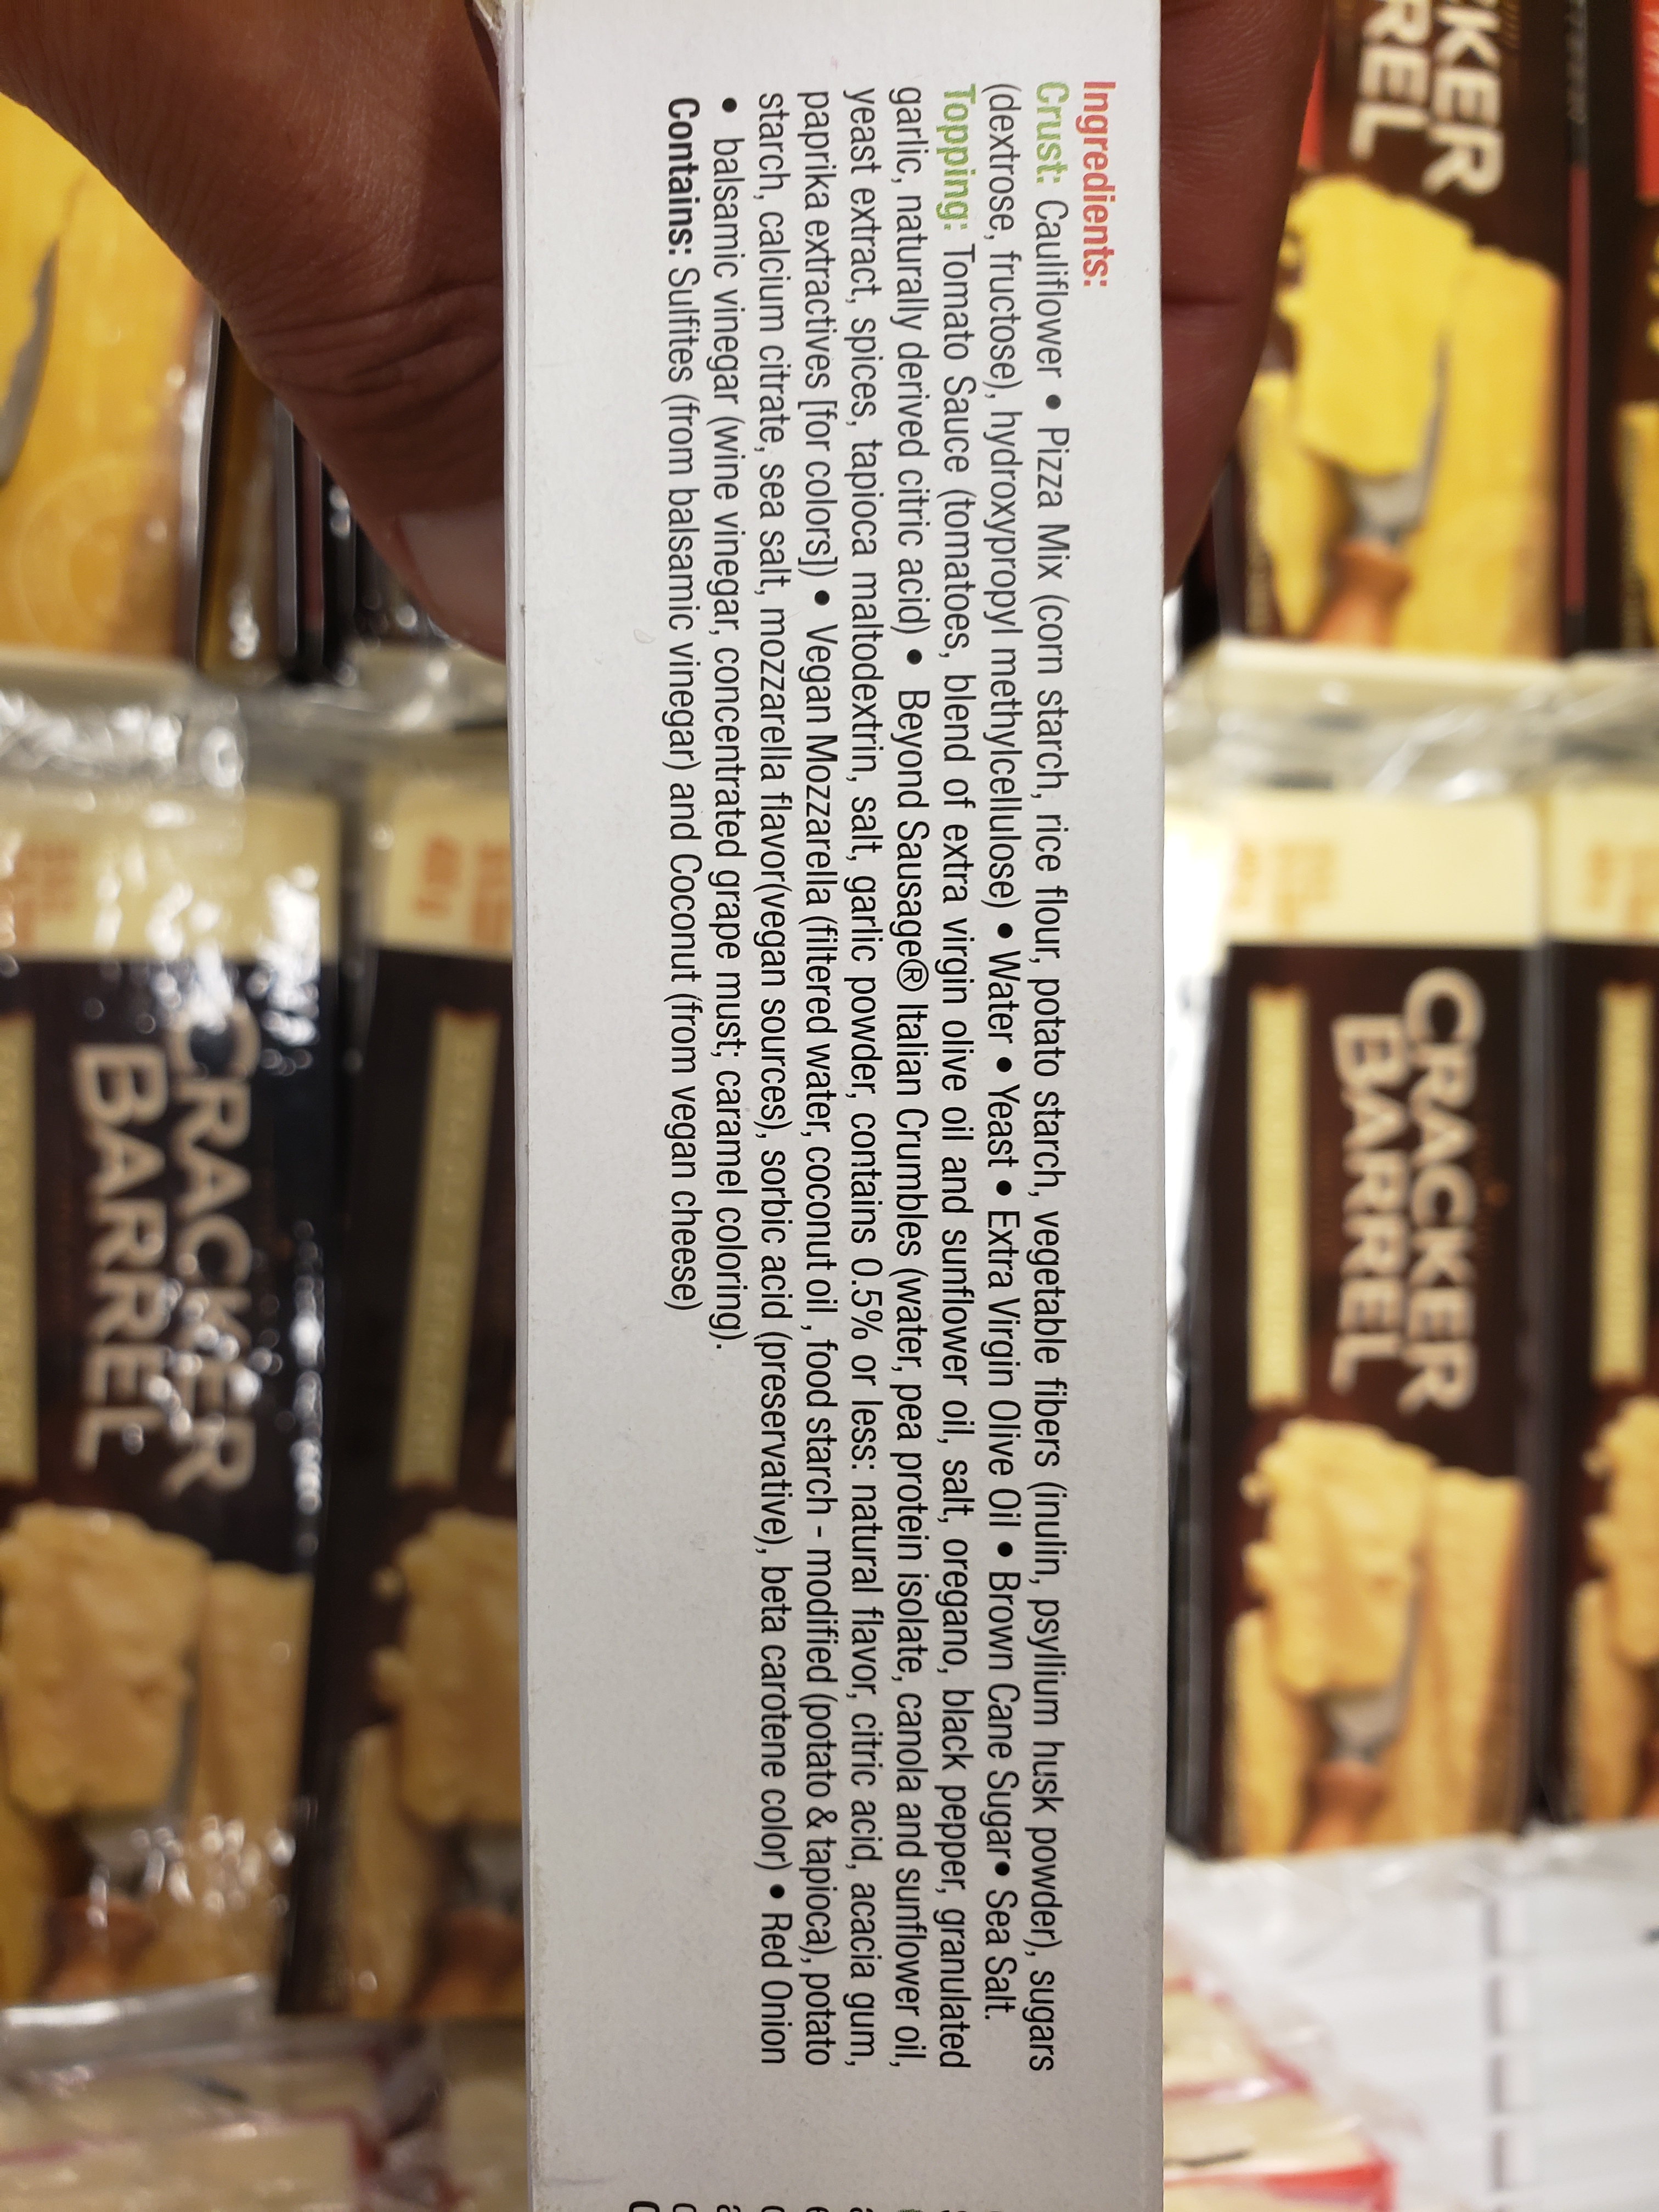 Ingredients:
Crust: Cauliflower • Pizza Mix (corn starch, rice flour, potato starch, vegetable fibers (inulin, psyllium husk powder), sugars
(dextrose, fructose), hydroxypropyl methylcellulose) • Water • Yeast • Extra Virgin Olive Oil • Brown Cane Sugar• Sea Salt.
Topping: Tomato Sauce (tomatoes, blend of extra virgin olive oil and sunflower oil, salt, oregano, black pepper, granulated
garlic, naturally derived citric acid) • Beyond Sausage® Italian Crumbles (water, pea protein isolate, canola and sunflower oil,
yeast extract, spices, tapioca maltodextrin, salt, garlic powder, contains 0.5% or less: natural flavor, citric acid, acacia gum,
paprika extractives [for colors]) • Vegan Mozzarella (filtered water, coconut oil , food starch - modified (potato & tapioca), potato
starch, calcium citrate, sea salt, mozzarella flavor(vegan sources), sorbic acid (preservative), beta carotene color) • Red Onion
• balsamic vinegar (wine vinegar, concentrated grape must; caramel coloring).
Contains: Sulfites (from balsamic vinegar) and Coconut (from vegan cheese)
CRACKER
BARREL
CRACKER
BARREL
KER
REL